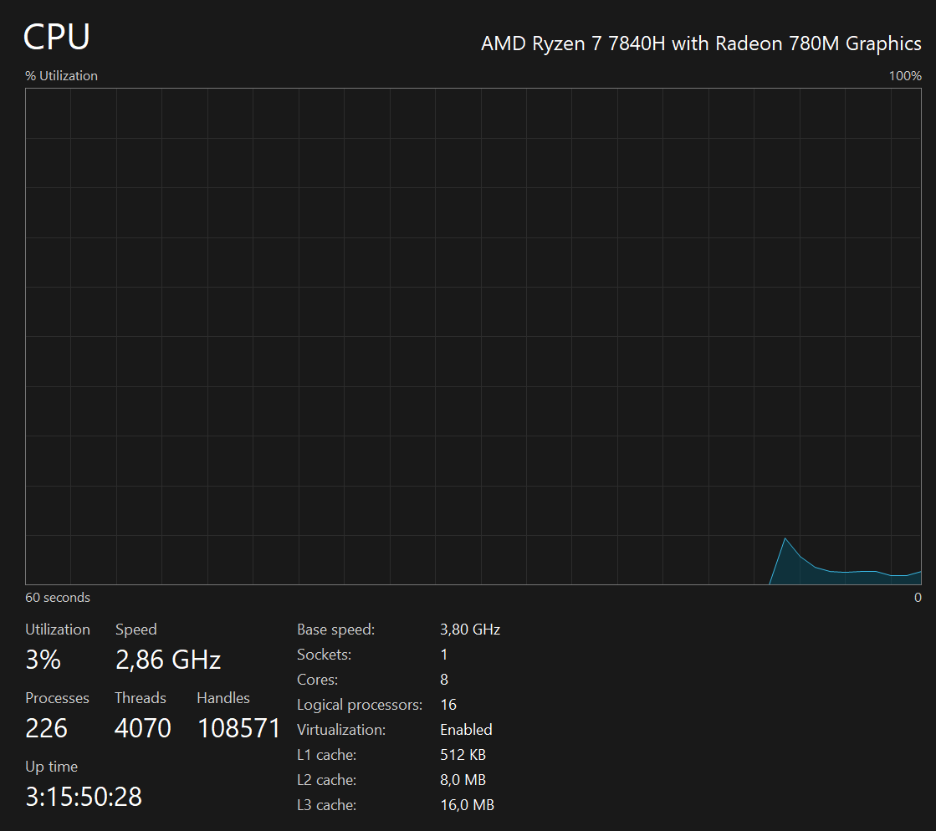 CPU
AMD Ryzen 7 7840H with Radeon 780M Graphics
% Utilization
100%
60 seconds
0
Utilization
Speed
3%
2,86 GHz
Processes
Threads
Handles
226
4070
108571
Up time
3:15:50:28
Base speed: 3,80 GHz
Sockets: 1
Cores: 8
Logical processors: 16
Virtualization: Enabled
L1 cache: 512 KB
L2 cache: 8,0 MB
L3 cache: 16,0 MB